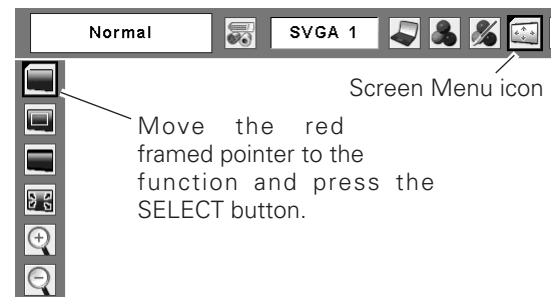 Normal SVGA 1
Screen Menu icon
Move the red
framed pointer to the
function and press the
SELECT button.